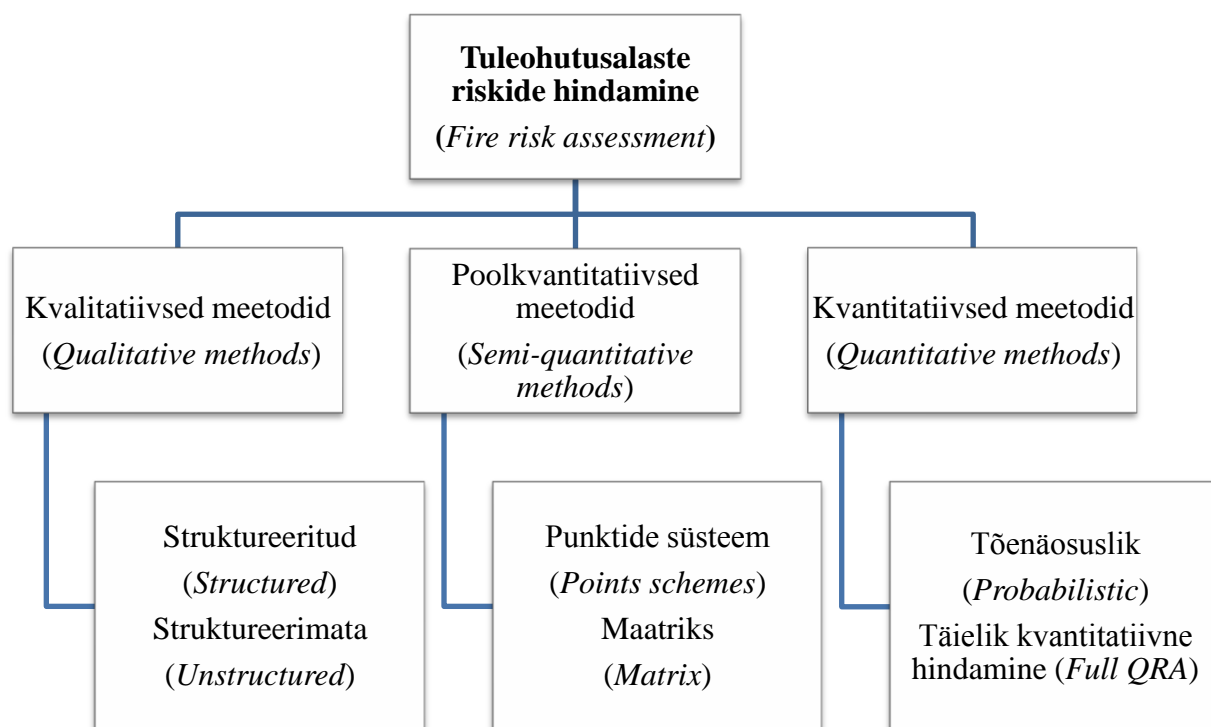 Tuleohutusalaste
riskide hindamine
(Fire risk assessment)
Kvalitatiivsed meetodid
(Qualitative methods)
Poolkvantitatiivsed
meetodid
(Semi-quantitative
methods)
Kvantitatiivsed meetodid
(Quantitative methods)
Struktureeritud
(Structured)
Struktureerimata
(Unstructured)
Punktide süsteem
(Points schemes)
Maatriks
(Matrix)
Tõenäosuslik
(Probabilistic)
Täielik kvantitatiivne
hindamine (Full QRA)